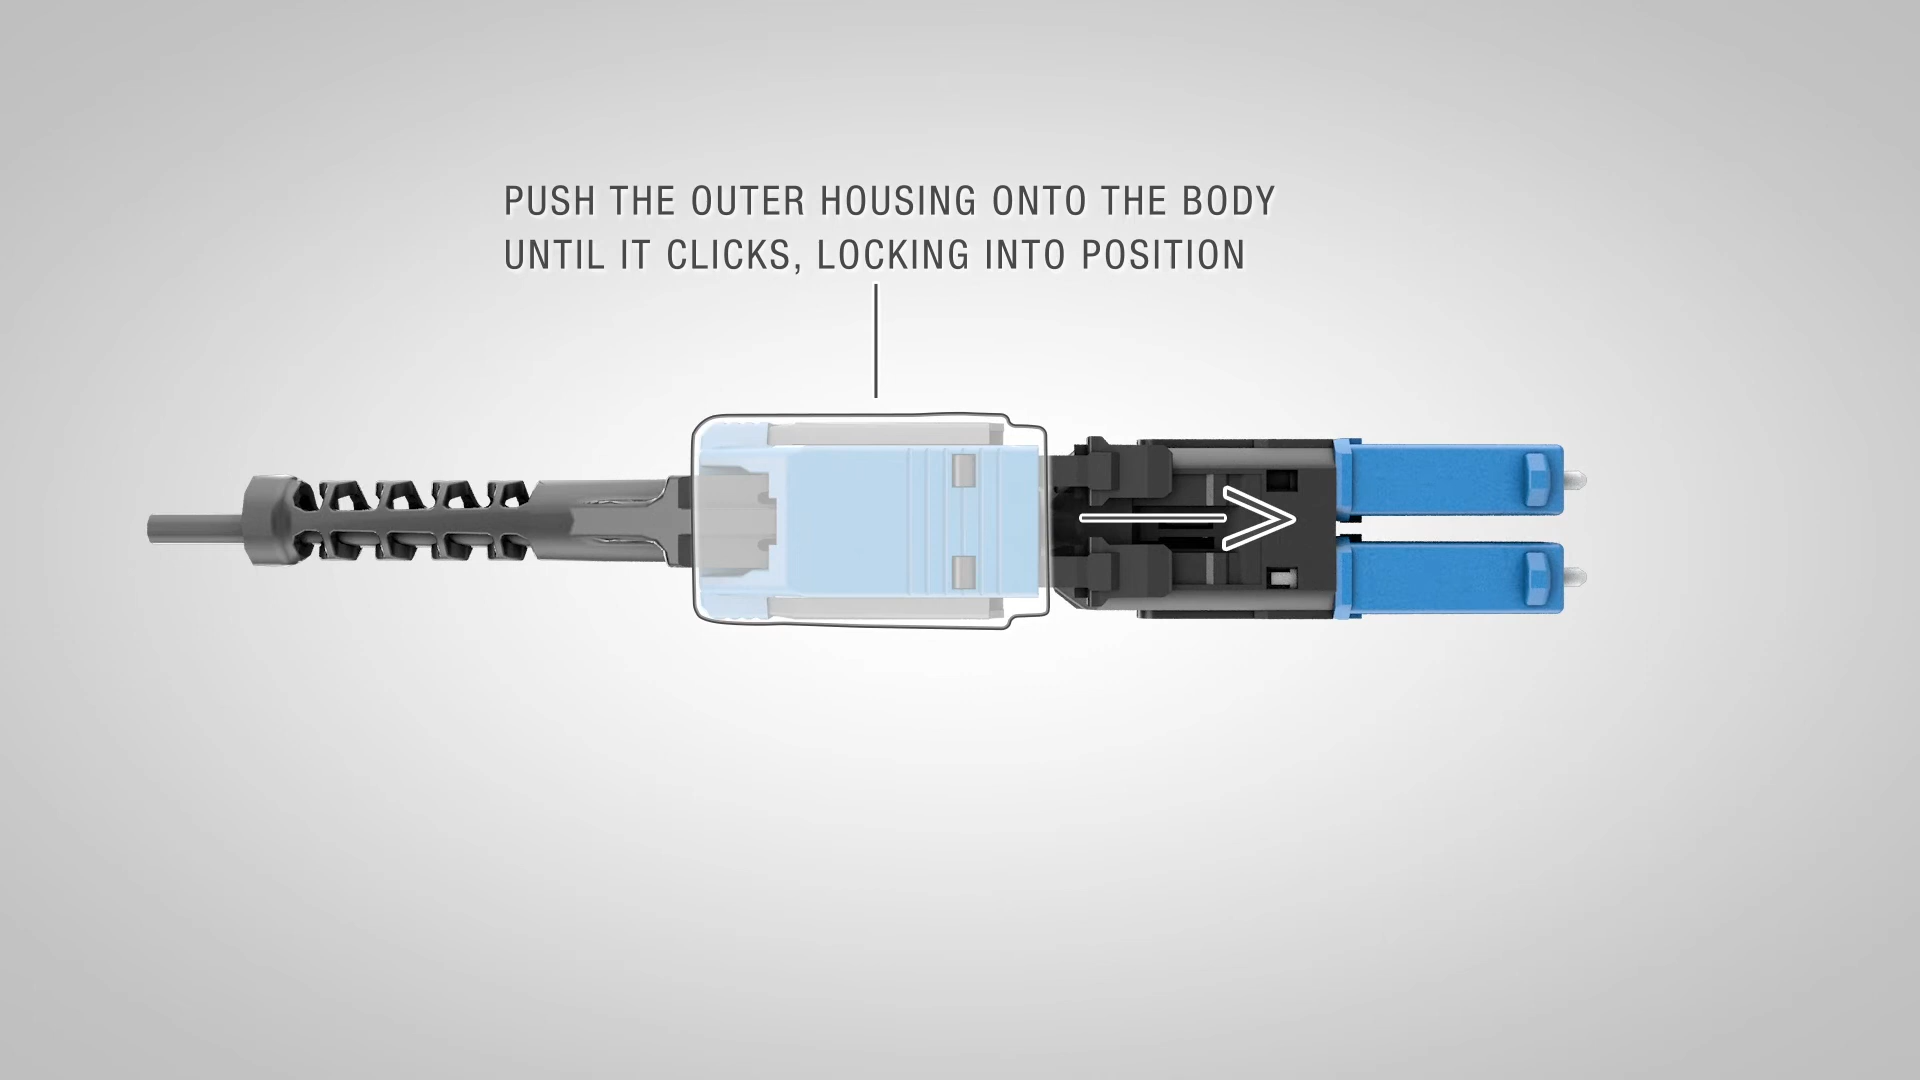 PUSH THE OUTER HOUSING ONTO THE BODY
UNTIL IT CLICKS, LOCKING INTO POSITION